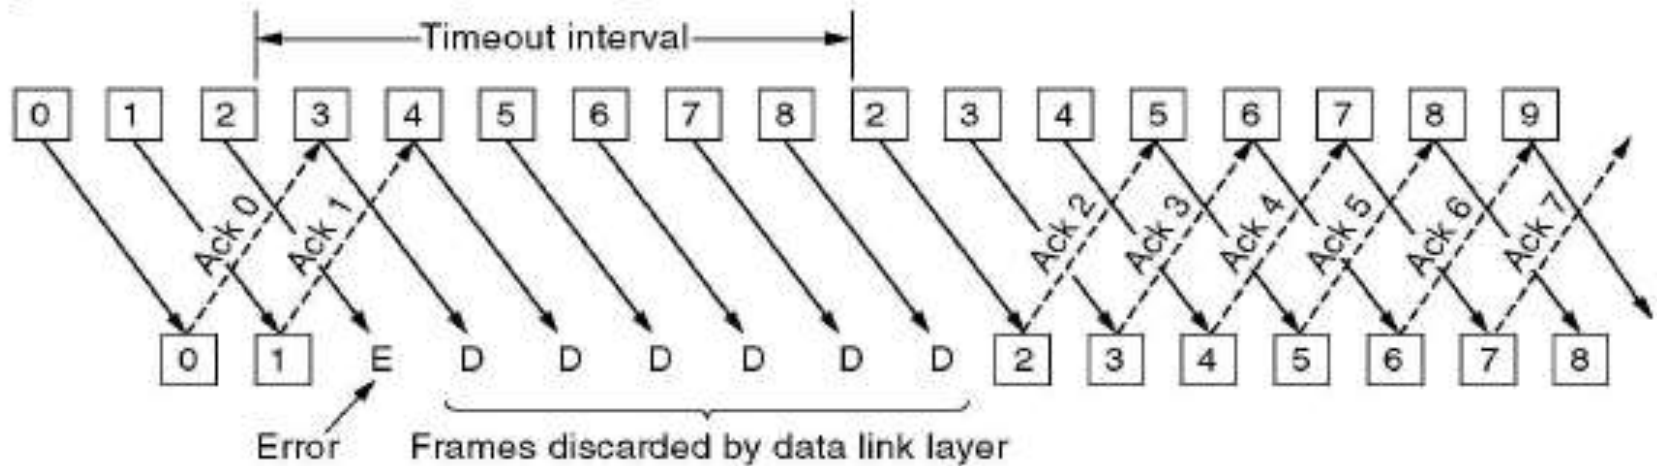 Timeout interval
0 1 2 3 4 5 6 7 8 2 3 4 5 6 7 8 9
Ack 0 Ack 1 Ack 2 Ack 3 Ack 4 Ack 5 Ack 6 Ack 7
0 1 E D D D D D D 2 3 4 5 6 7 8
Error Frames discarded by data link layer